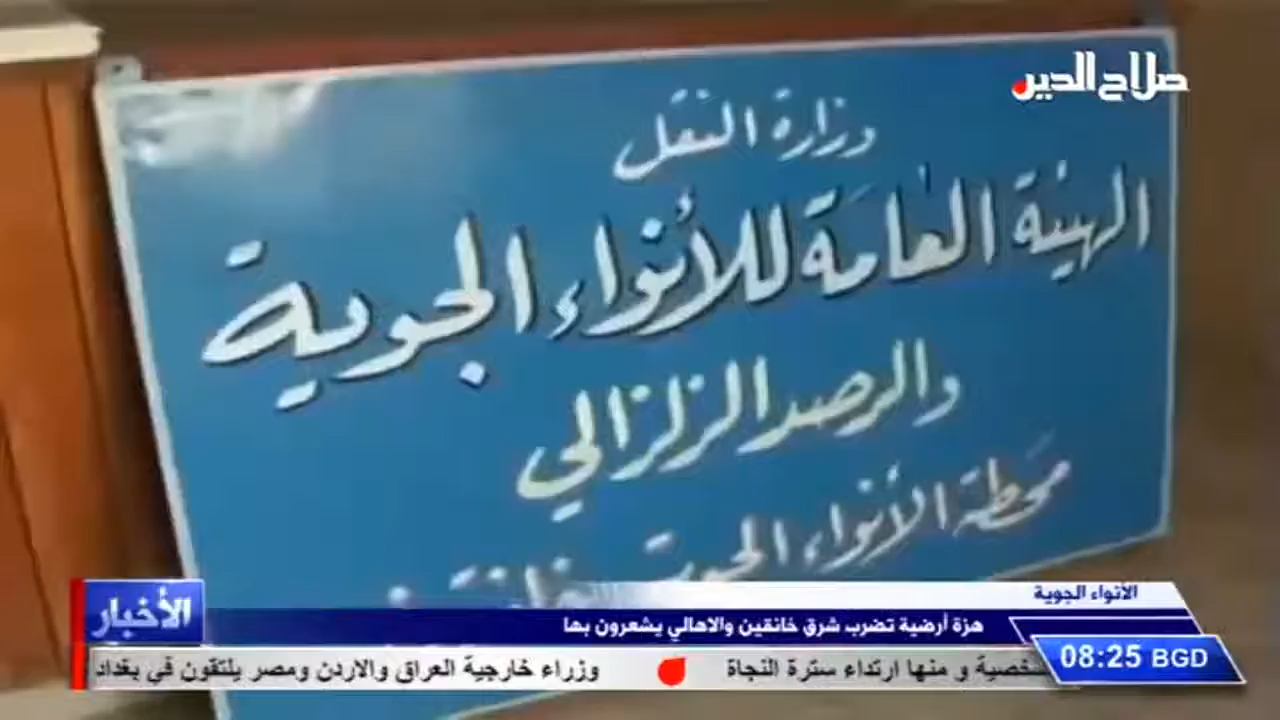 صلاح الدين
وزارة النقل
الهيئة العامة للأنواء الجوية
والرصد الزلزالي
محطة الأنواء الجوية
الأنواء الجوية
الأخبار
هزة أرضية تضرب شرق خانقين والاهالي يشعرون بها
08:25 BGD
شخصية و منها ارتداء سترة النجاة
وزراء خارجية العراق والاردن ومصر يلتقون في بغداد